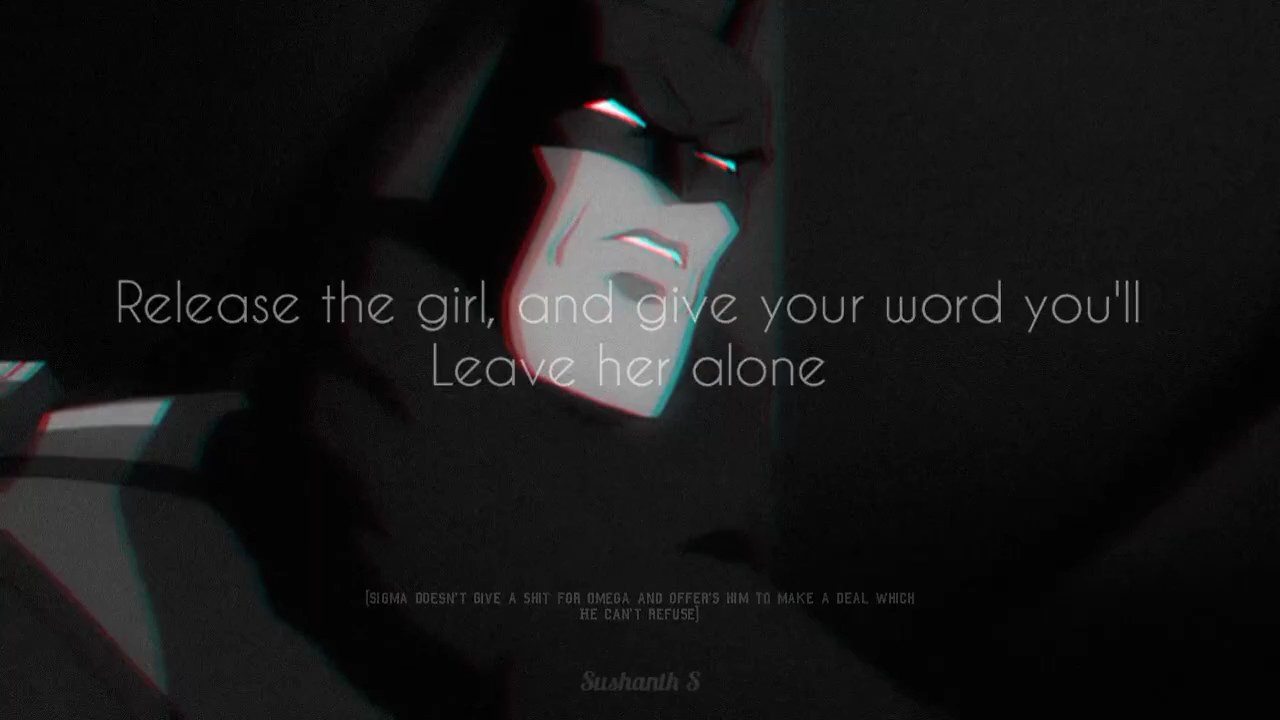 Release the girl, and give your word you'll
Leave her alone
[SIGMA DOESN'T GIVE A SHIT FOR OMEGA AND OFFER'S HIM TO MAKE A DEAL WHICH
HE CAN'T REFUSE]
Sushanth S